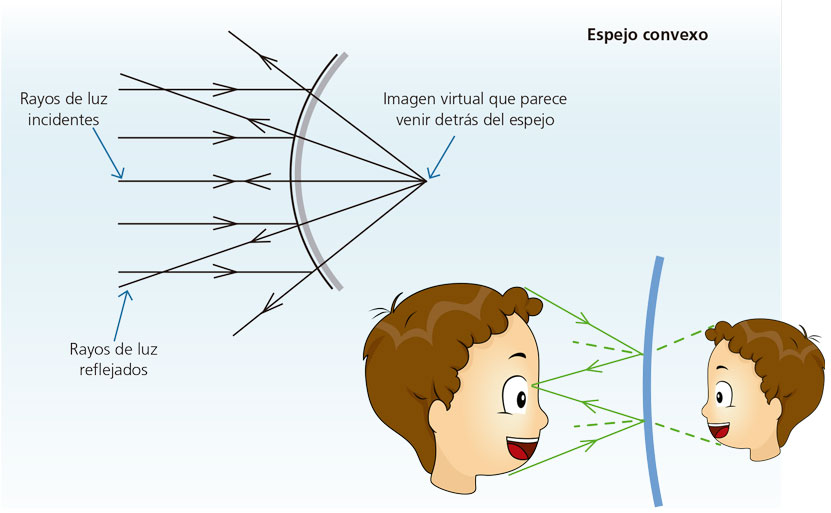 Espejo convexo
Rayos de luz
incidentes
Imagen virtual que parece
venir detrás del espejo
Rayos de luz
reflejados